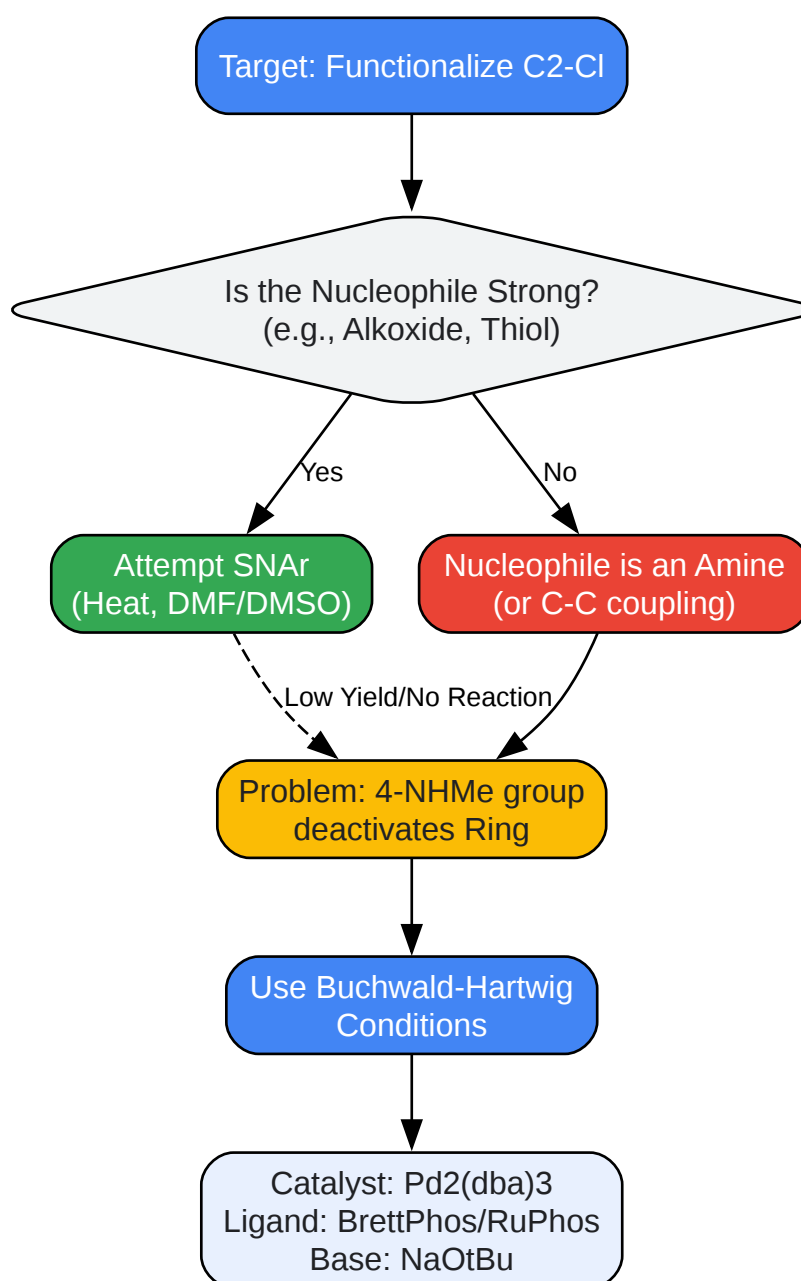 Target: Functionalize C2-Cl
Is the Nucleophile Strong?
(e.g., Alkoxide, Thiol)
Yes
No
Attempt SNAr
(Heat, DMF/DMSO)
Nucleophile is an Amine
(or C-C coupling)
Low Yield/No Reaction
Problem: 4-NHMe group
deactivates Ring
Use Buchwald-Hartwig
Conditions
Catalyst: Pd2(dba)3
Ligand: BrettPhos/RuPhos
Base: NaOtBu